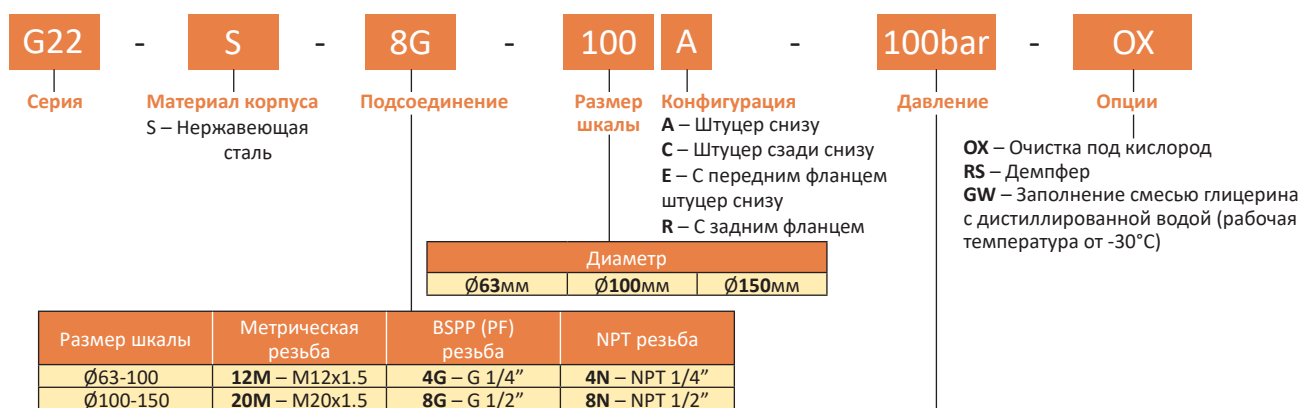 G22 - S - 8G - 100 A - 100bar - OX
Серия
Материал корпуса
S – Нержавеющая
сталь
Подсоединение
Размер
шкалы
Конфигурация
A – Штуцер снизу
C – Штуцер сзади снизу
E – С передним фланцем
штуцер снизу
R – С задним фланцем
Давление
Опции
OX – Очистка под кислород
RS – Демпфер
GW – Заполнение смесью глицерина
с дистиллированной водой (рабочая
температура от -30°C)
Диаметр
Ø63мм Ø100мм Ø150мм
Размер шкалы Метрическая резьба BSPP (PF) резьба NPT резьба
Ø63-100 12M – M12x1.5 4G – G 1/4” 4N – NPT 1/4”
Ø100-150 20M – M20x1.5 8G – G 1/2” 8N – NPT 1/2”